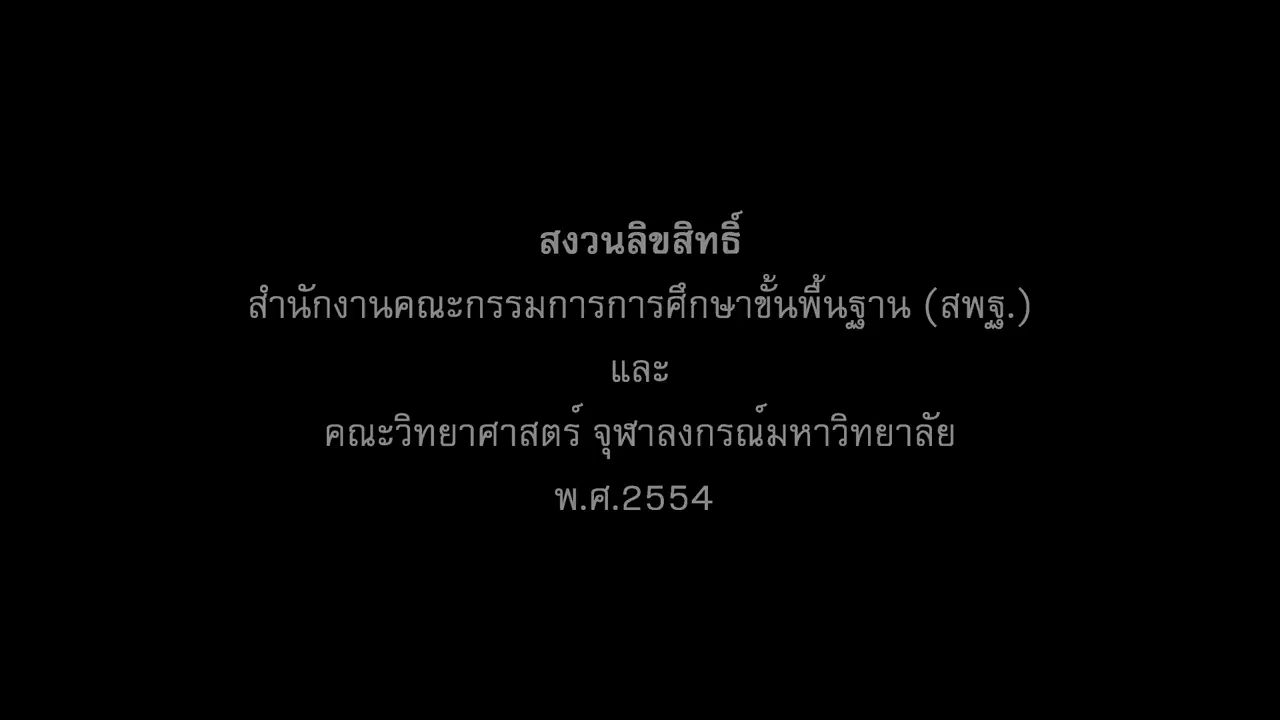 สงวนลิขสิทธิ์
สำนักงานคณะกรรมการการศึกษาขั้นพื้นฐาน (สพฐ.)
และ
คณะวิทยาศาสตร์ จุฬาลงกรณ์มหาวิทยาลัย
พ.ศ.2554